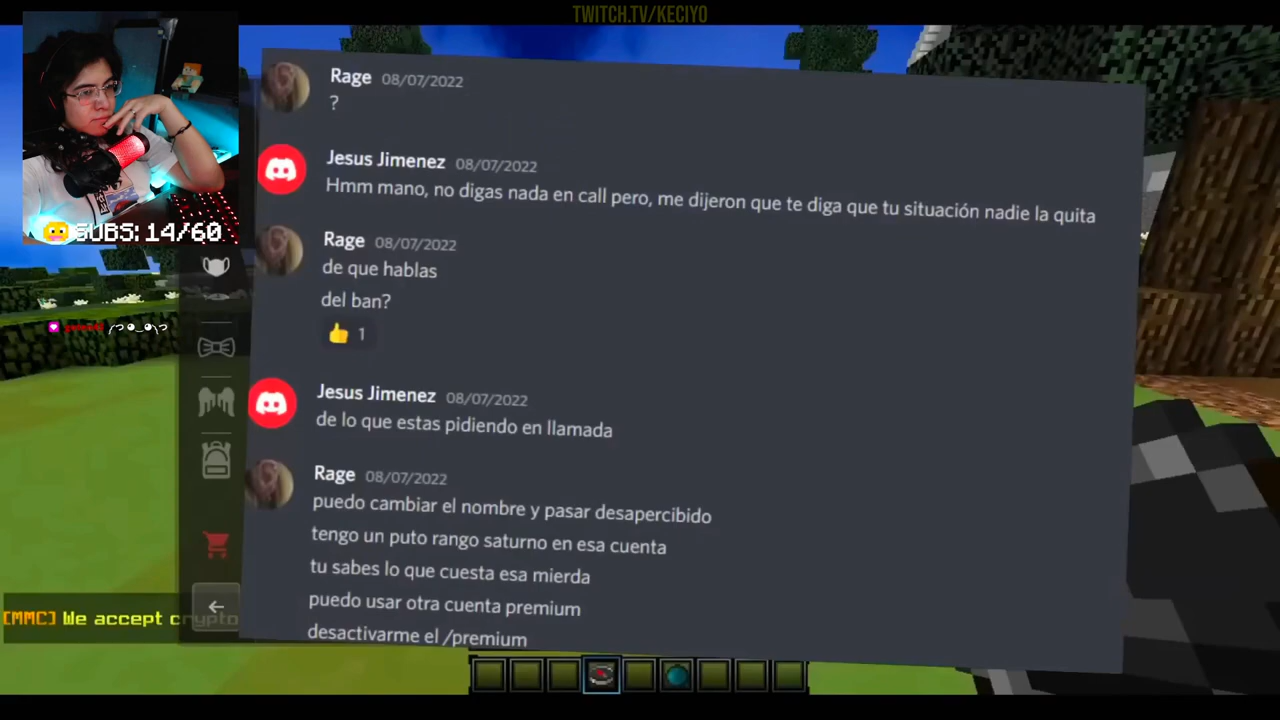 TWITCH.TV/KECIYO
Rage 08/07/2022
?
Jesus Jimenez 08/07/2022
Hmm mano, no digas nada en call pero, me dijeron que te diga que tu situación nadie la quita
SUBS: 14/60
Rage 08/07/2022
de que hablas
del ban?
👍 1
Jesus Jimenez 08/07/2022
de lo que estas pidiendo en llamada
Rage 08/07/2022
puedo cambiar el nombre y pasar desapercibido
tengo un puto rango saturno en esa cuenta
tu sabes lo que cuesta esa mierda
puedo usar otra cuenta premium
desactivarme el /premium
[MMC] We accept crypto